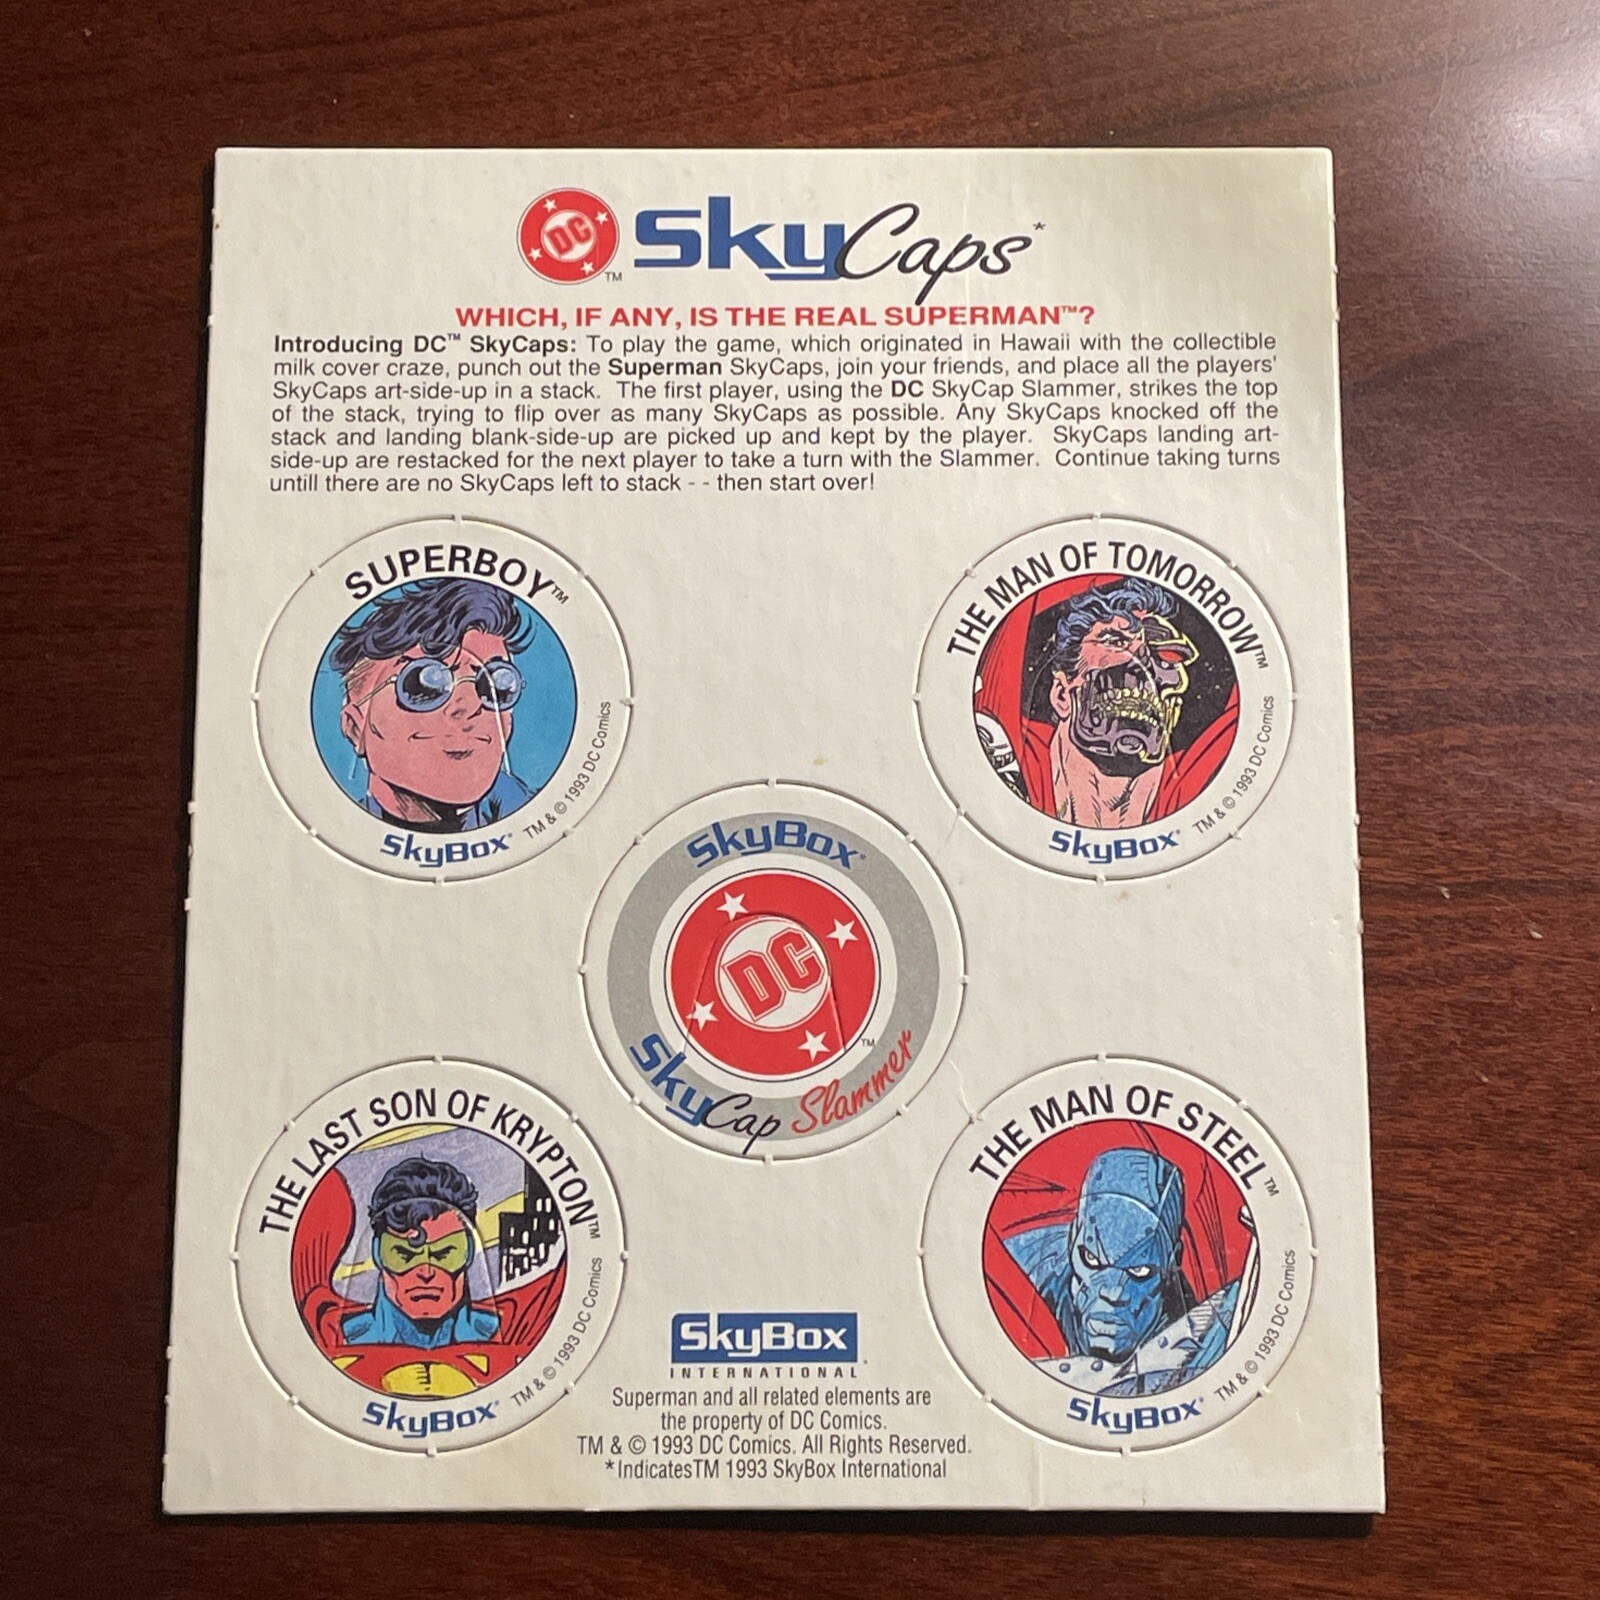 DC
TM
SkyCaps*
WHICH, IF ANY, IS THE REAL SUPERMAN™?
Introducing DC™ SkyCaps: To play the game, which originated in Hawaii with the collectible
milk cover craze, punch out the Superman SkyCaps, join your friends, and place all the players'
SkyCaps art-side-up in a stack. The first player, using the DC SkyCap Slammer, strikes the top
of the stack, trying to flip over as many SkyCaps as possible. Any SkyCaps knocked off the
stack and landing blank-side-up are picked up and kept by the player. SkyCaps landing art-
side-up are restacked for the next player to take a turn with the Slammer. Continue taking turns
untill there are no SkyCaps left to stack - - then start over!
SUPERBOY™
SkyBox®
TM & © 1993 DC Comics
THE MAN OF TOMORROW™
SkyBox®
TM & © 1993 DC Comics
SkyBox®
DC
TM
SkyCap Slammer
THE LAST SON OF KRYPTON™
SkyBox®
TM & © 1993 DC Comics
THE MAN OF STEEL™
SkyBox®
TM & © 1993 DC Comics
SkyBox
INTERNATIONAL
Superman and all related elements are
the property of DC Comics.
TM & © 1993 DC Comics. All Rights Reserved.
*IndicatesTM 1993 SkyBox International